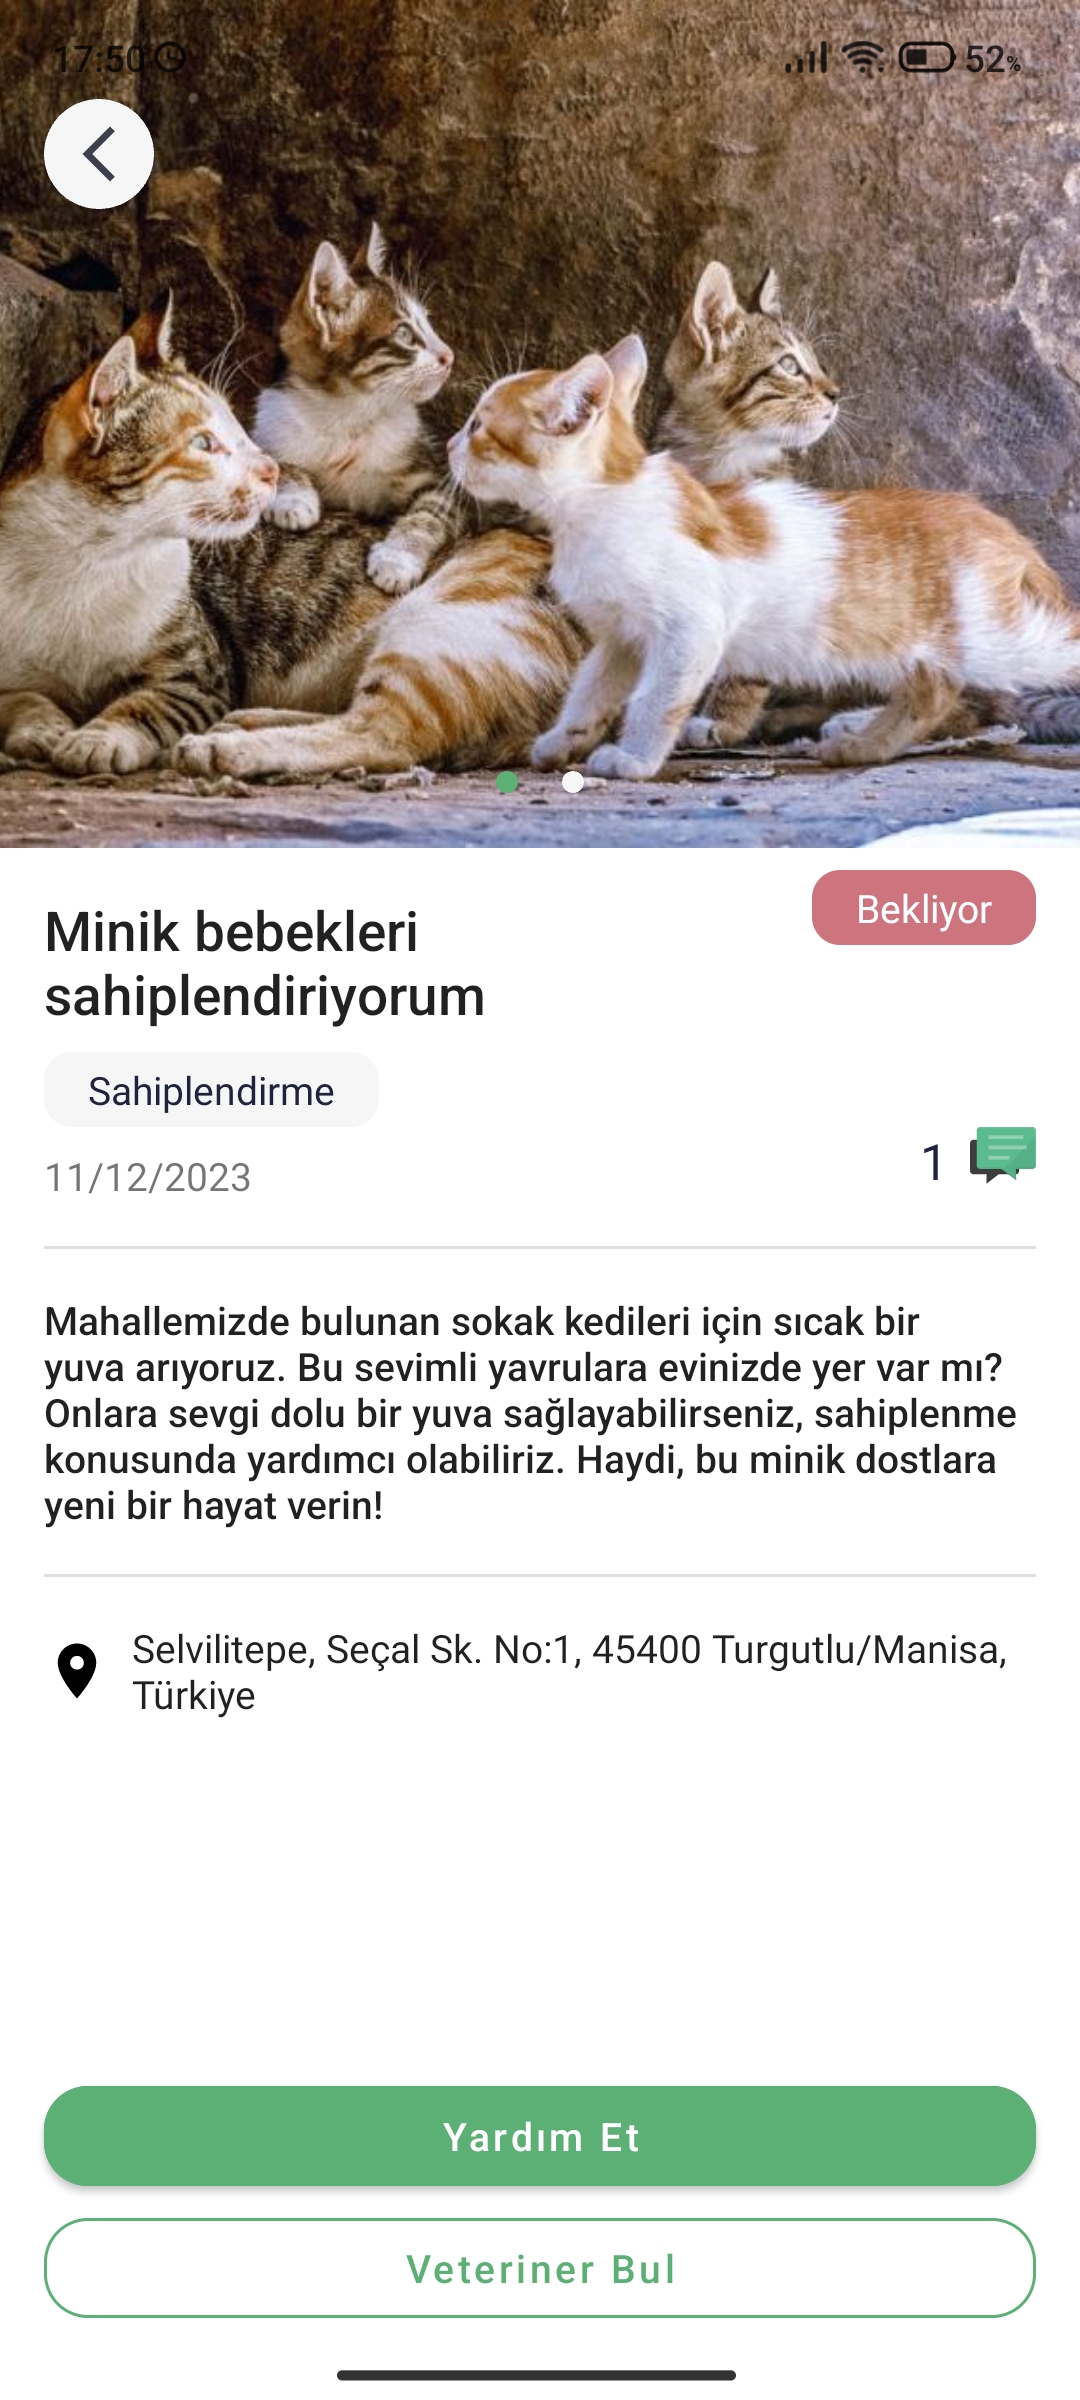 17:50
52%
Bekliyor
Minik bebekleri
sahiplendiriyorum
Sahiplendirme
11/12/2023
1
Mahallemizde bulunan sokak kedileri için sıcak bir
yuva arıyoruz. Bu sevimli yavrulara evinizde yer var mı?
Onlara sevgi dolu bir yuva sağlayabilirseniz, sahiplenme
konusunda yardımcı olabiliriz. Haydi, bu minik dostlara
yeni bir hayat verin!
Selvilitepe, Seçal Sk. No:1, 45400 Turgutlu/Manisa,
Türkiye
Yardım Et
Veteriner Bul